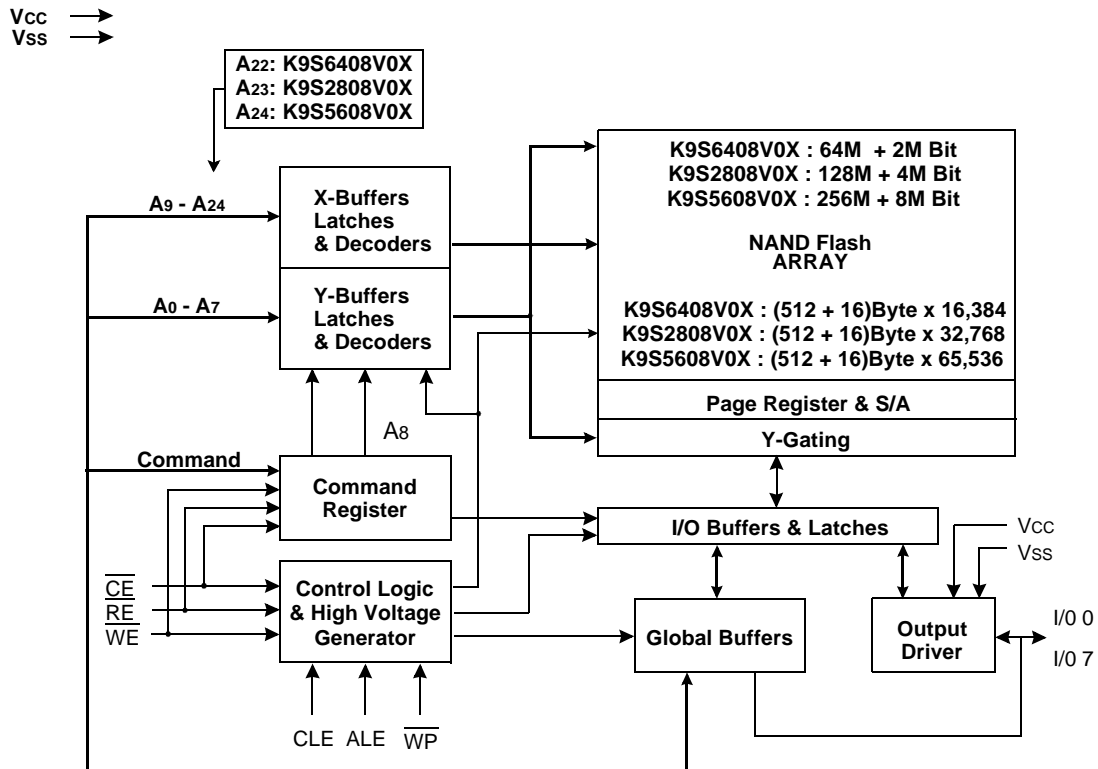 VCC
VSS
A22: K9S6408V0X
A23: K9S2808V0X
A24: K9S5608V0X
K9S6408V0X : 64M + 2M Bit
K9S2808V0X : 128M + 4M Bit
K9S5608V0X : 256M + 8M Bit
NAND Flash
ARRAY
K9S6408V0X : (512 + 16)Byte x 16,384
K9S2808V0X : (512 + 16)Byte x 32,768
K9S5608V0X : (512 + 16)Byte x 65,536
A9 - A24
X-Buffers
Latches
& Decoders
A0 - A7
Y-Buffers
Latches
& Decoders
Page Register & S/A
Y-Gating
A8
Command
Command
Register
I/O Buffers & Latches
VCC
VSS
CE
RE
WE
Control Logic
& High Voltage
Generator
Global Buffers
Output
Driver
I/0 0
I/0 7
CLE
ALE
WP